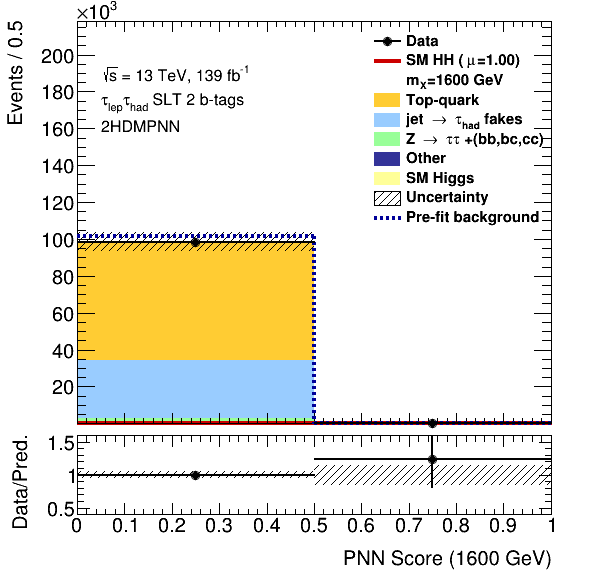 ×10³
Events / 0.5
200
180
160
140
120
100
80
60
40
20
√s = 13 TeV, 139 fb⁻¹
τlepτhad SLT 2 b-tags
2HDMPNN
Data
SM HH ( μ=1.00)
mX=1600 GeV
Top-quark
jet → τhad fakes
Z → ττ +(bb,bc,cc)
Other
SM Higgs
Uncertainty
Pre-fit background
Data/Pred.
1.5
1
0.5
0 0.1 0.2 0.3 0.4 0.5 0.6 0.7 0.8 0.9 1
PNN Score (1600 GeV)